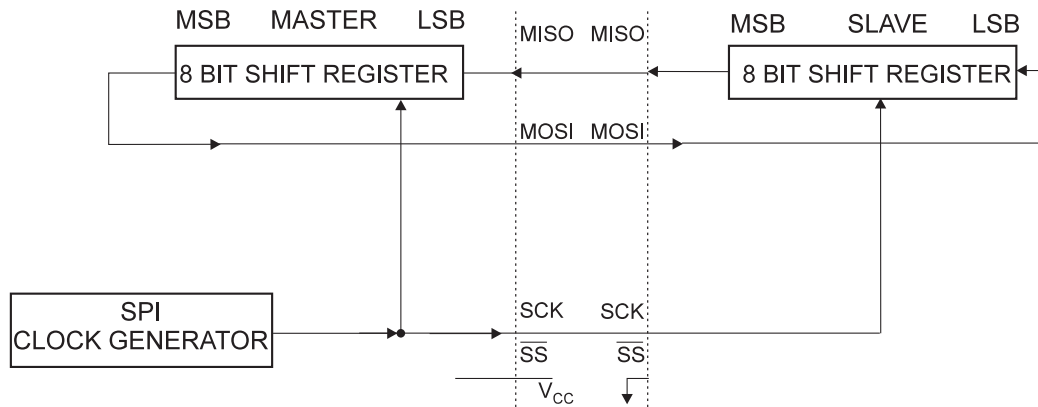 MSB MASTER LSB
MISO MISO
MSB SLAVE LSB
8 BIT SHIFT REGISTER
8 BIT SHIFT REGISTER
MOSI MOSI
SPI
CLOCK GENERATOR
SCK SCK
SS SS
VCC